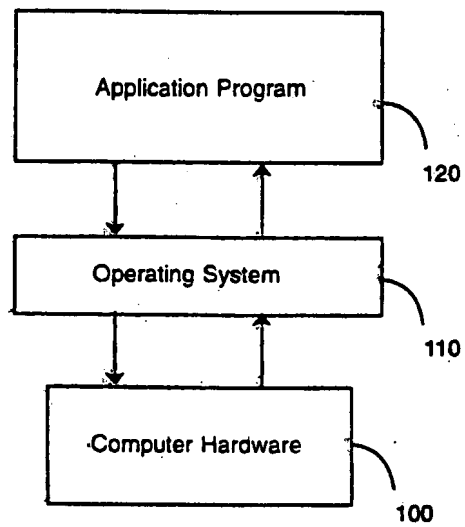 Application Program
120
Operating System
110
Computer Hardware
100